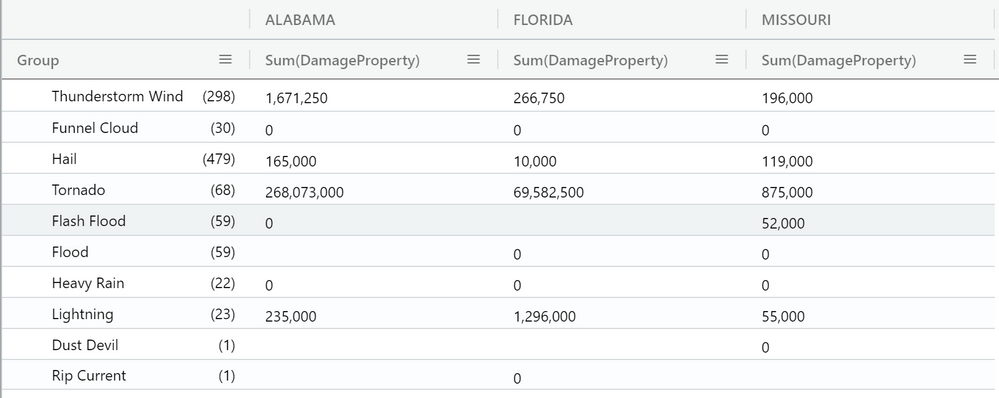 ALABAMA FLORIDA MISSOURI
Group Sum(DamageProperty) Sum(DamageProperty) Sum(DamageProperty)
Thunderstorm Wind (298) 1,671,250 266,750 196,000
Funnel Cloud (30) 0 0 0
Hail (479) 165,000 10,000 119,000
Tornado (68) 268,073,000 69,582,500 875,000
Flash Flood (59) 0 52,000
Flood (59) 0 0
Heavy Rain (22) 0 0 0
Lightning (23) 235,000 1,296,000 55,000
Dust Devil (1) 0
Rip Current (1) 0